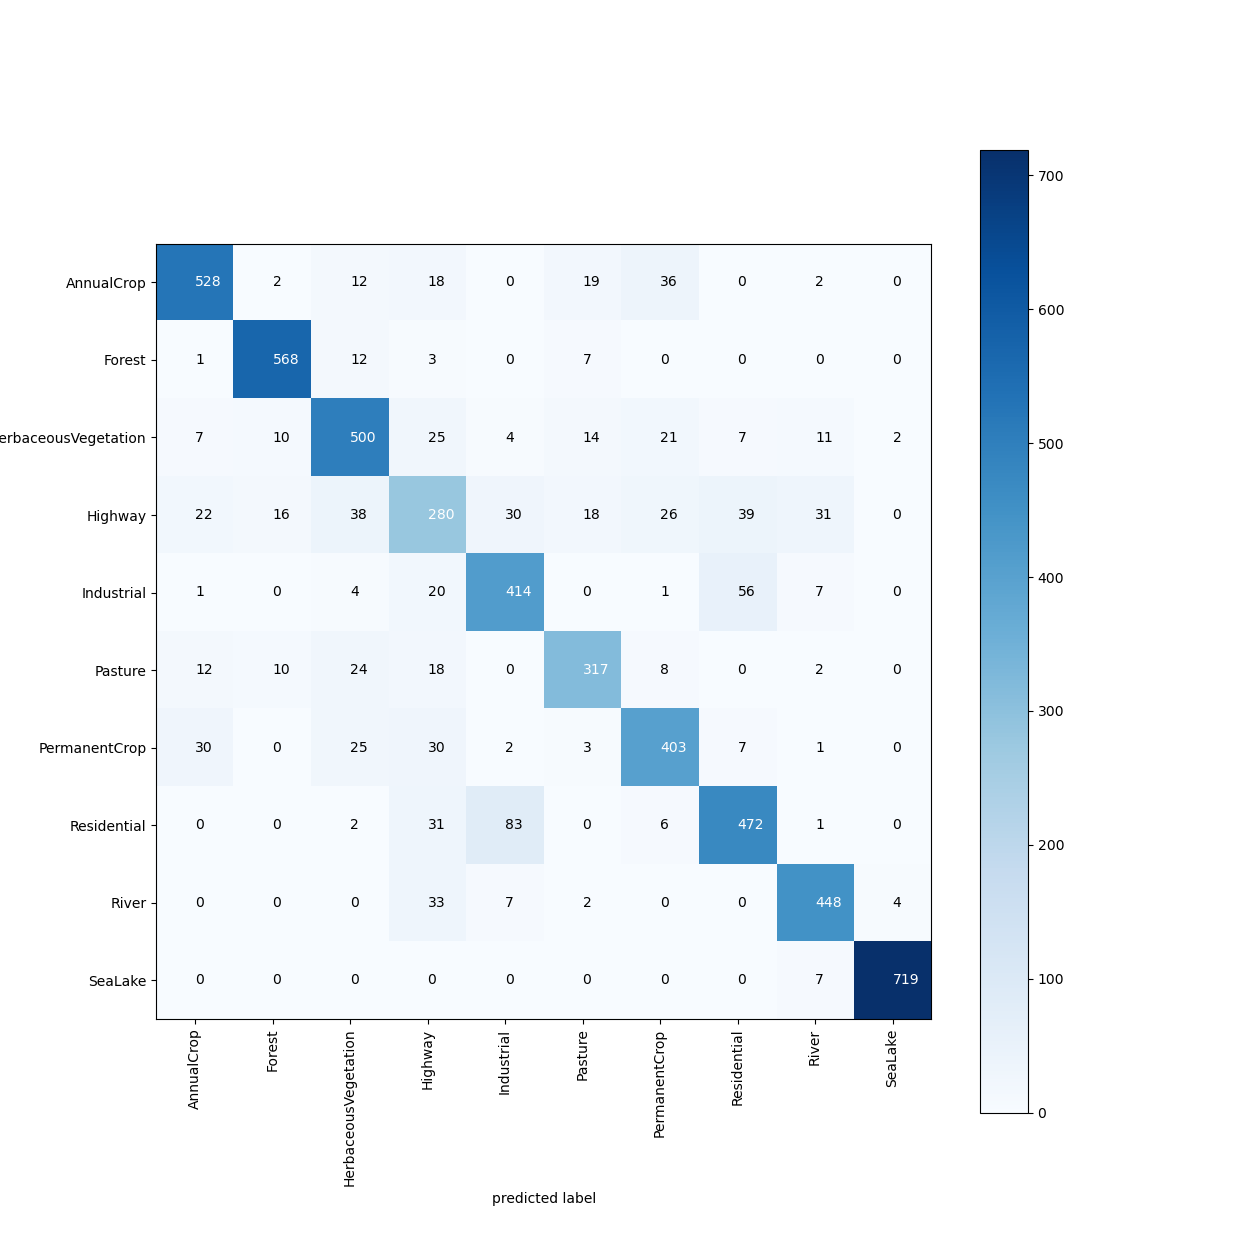 700
600
500
400
300
200
100
0
AnnualCrop 528 2 12 18 0 19 36 0 2 0
Forest 1 568 12 3 0 7 0 0 0 0
erbaceousVegetation 7 10 500 25 4 14 21 7 11 2
Highway 22 16 38 280 30 18 26 39 31 0
Industrial 1 0 4 20 414 0 1 56 7 0
Pasture 12 10 24 18 0 317 8 0 2 0
PermanentCrop 30 0 25 30 2 3 403 7 1 0
Residential 0 0 2 31 83 0 6 472 1 0
River 0 0 0 33 7 2 0 0 448 4
SeaLake 0 0 0 0 0 0 0 0 7 719
AnnualCrop
Forest
HerbaceousVegetation
Highway
Industrial
Pasture
PermanentCrop
Residential
River
SeaLake
predicted label